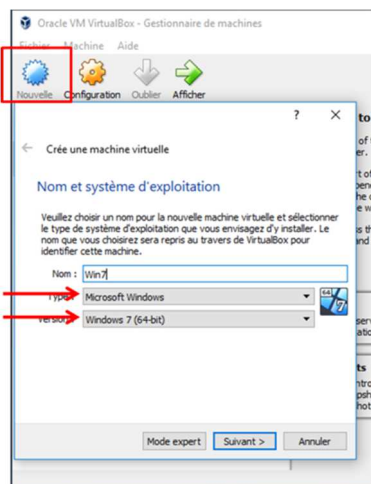 Oracle VM VirtualBox - Gestionnaire de machines
Fichier Machine Aide
Nouvelle Configuration Oublier Afficher
? ×
Crée une machine virtuelle
Nom et système d'exploitation
Veuillez choisir un nom pour la nouvelle machine virtuelle et sélectionner
le type de système d'exploitation que vous envisagez d'y installer. Le
nom que vous choisirez sera repris au travers de VirtualBox pour
identifier cette machine.
Nom : Win7
Microsoft Windows
64
7
Windows 7 (64-bit)
Mode expert Suivant > Annuler